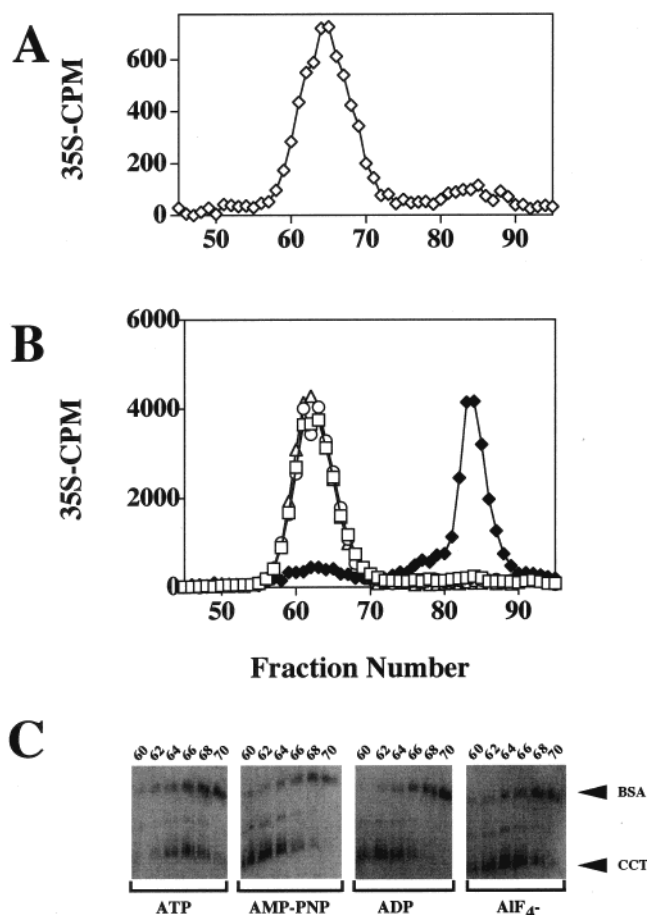 A
35S-CPM
600
400
200
0
50 60 70 80 90
B
35S-CPM
6000
4000
2000
0
50 60 70 80 90
Fraction Number
C
60 62 64 66 68 70 60 62 64 66 68 70 60 62 64 66 68 70 60 62 64 66 68 70
BSA
CCT
ATP AMP-PNP ADP AlF4-